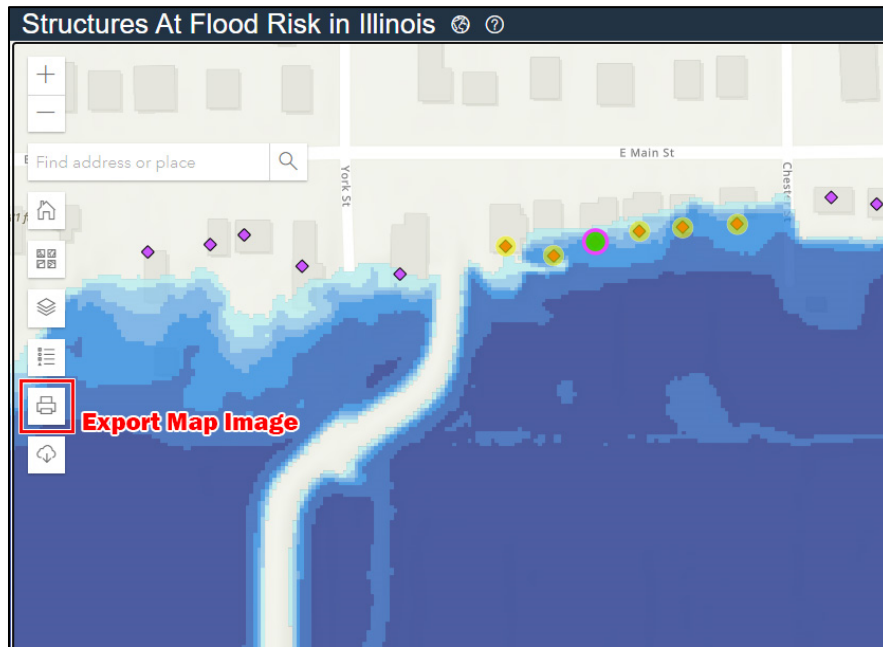 Structures At Flood Risk in Illinois
Find address or place
E Main St
York St
Export Map Image